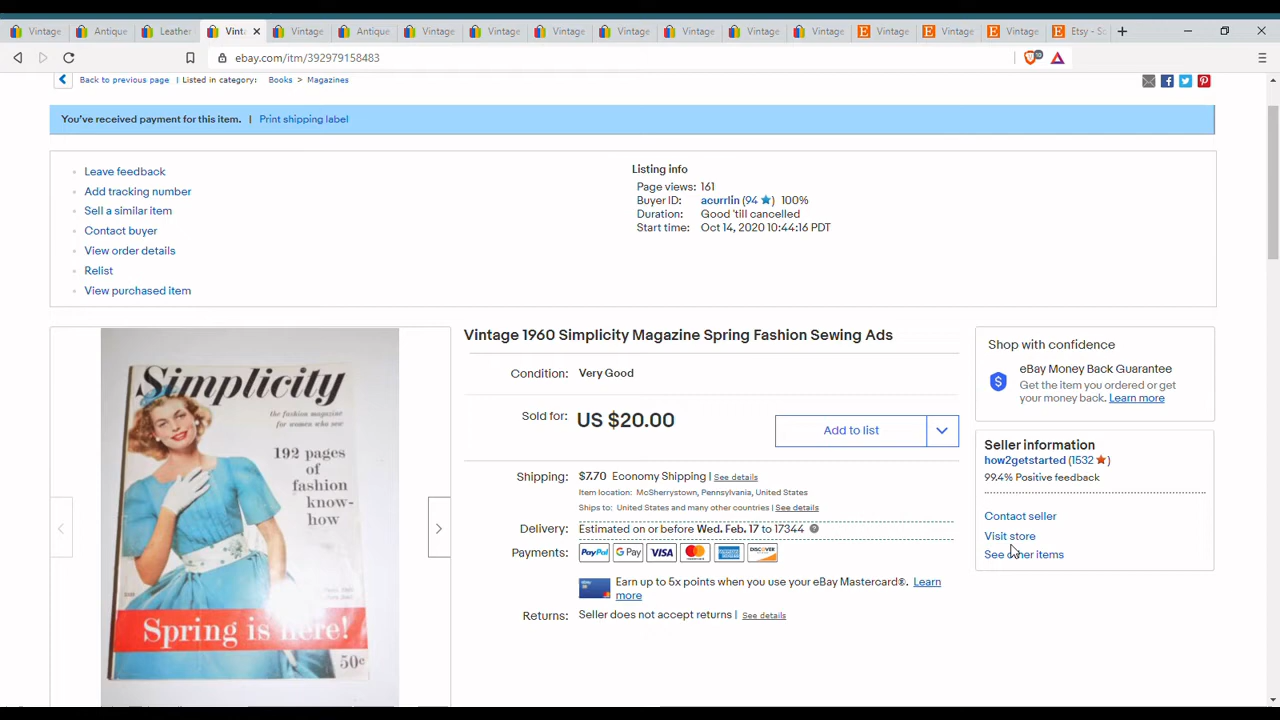 Vintage
Antique
Leather
Vinta
Vintage
Antique
Vintage
Vintage
Vintage
Vintage
Vintage
Vintage
Vintage
Vintage
Vintage
Vintage
Etsy - Sc
ebay.com/itm/392979158483
Back to previous page | Listed in category: Books > Magazines
You've received payment for this item. | Print shipping label
Leave feedback
Add tracking number
Sell a similar item
Contact buyer
View order details
Relist
View purchased item
Listing info
Page views: 161
Buyer ID: acurrlin (94 ) 100%
Duration: Good 'till cancelled
Start time: Oct 14, 2020 10:44:16 PDT
Simplicity
the fashion magazine
for women who sew
192 pages
of
fashion
know-
how
Spring is here!
50¢
Vintage 1960 Simplicity Magazine Spring Fashion Sewing Ads
Condition: Very Good
Sold for: US $20.00
Add to list
Shipping: $7.70 Economy Shipping | See details
Item location: McSherrystown, Pennsylvania, United States
Ships to: United States and many other countries | See details
Delivery: Estimated on or before Wed. Feb. 17 to 17344
Payments: PayPal G Pay VISA DISCOVER
Earn up to 5x points when you use your eBay Mastercard®. Learn
more
Returns: Seller does not accept returns | See details
Shop with confidence
eBay Money Back Guarantee
Get the item you ordered or get
your money back. Learn more
Seller information
how2getstarted (1532 )
99.4% Positive feedback
Contact seller
Visit store
See other items